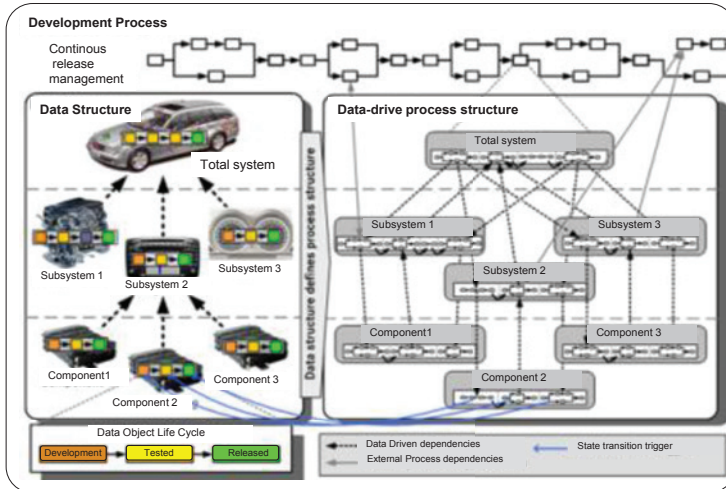 Development Process
Continous
release
management
Data Structure
Total system
Subsystem 1
Subsystem 2
Subsystem 3
Component1
Component 2
Component 3
Data structure defines process structure
Data-drive process structure
Total system
Subsystem 1
Subsystem 3
Subsystem 2
Component1
Component 3
Component 2
Data Object Life Cycle
Development
Tested
Released
Data Driven dependencies
State transition trigger
External Process dependencies